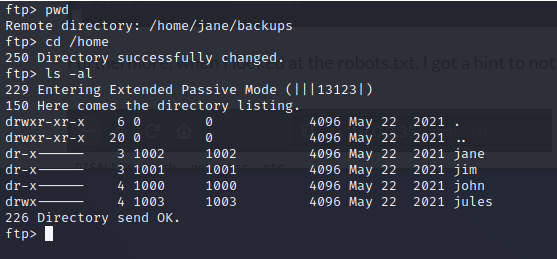 ftp> pwd
Remote directory: /home/jane/backups
ftp> cd /home
250 Directory successfully changed.
ftp> ls -al
at the robots.txt, I got a hint to not
229 Entering Extended Passive Mode (|||13123|)
150 Here comes the directory listing.
drwxr-xr-x    6 0        0            4096 May 22  2021 .
drwxr-xr-x   20 0        0            4096 May 22  2021 ..
dr-x------    3 1002     1002         4096 May 22  2021 jane
dr-x------    3 1001     1001         4096 May 22  2021 jim
dr-x------    4 1000     1000         4096 May 22  2021 john
drwx------    4 1003     1003         4096 May 22  2021 jules
226 Directory send OK.
ftp>